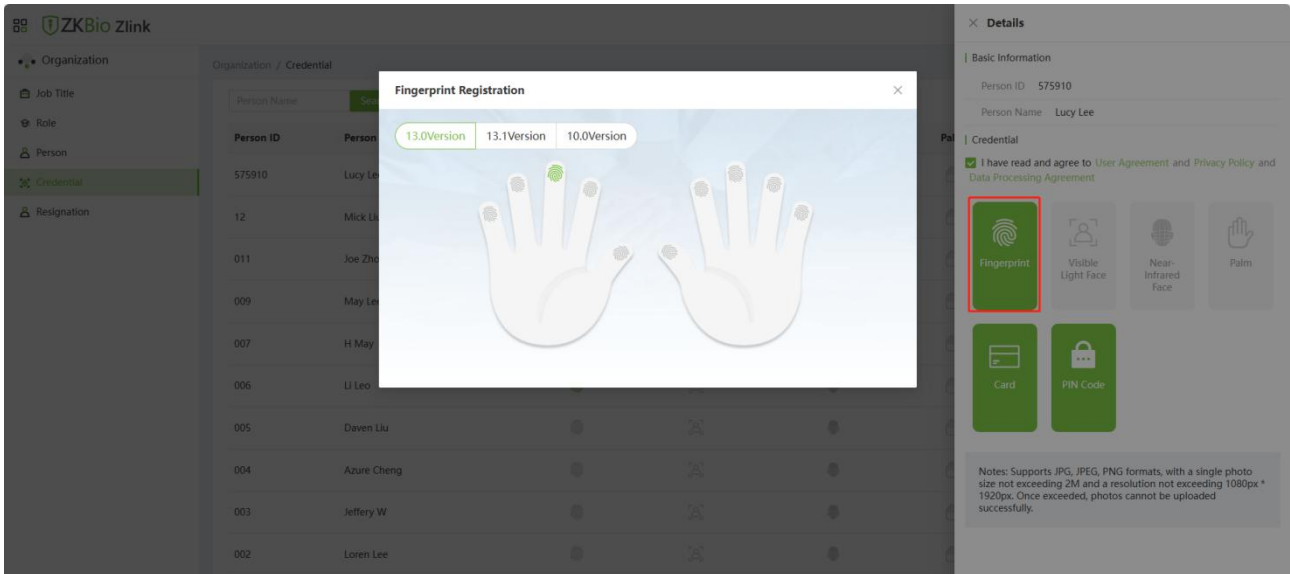 ZKBio Zlink
Organization
Job Title
Role
Person
Credential
Resignation
Organization / Credential
Person Name
Person ID
575910
Lucy Le
12
Mick Liu
011
Joe Zho
009
May Lee
007
H May
006
LI Leo
005
Daven Liu
004
Azure Cheng
003
Jeffery W
002
Loren Lee
Fingerprint Registration
13.0Version 13.1Version 10.0Version
Details
Basic Information
Person ID 575910
Person Name Lucy Lee
Credential
I have read and agree to User Agreement and Privacy Policy and
Data Processing Agreement
Fingerprint
Visible
Light Face
Near-
Infrared
Face
Palm
Card
PIN Code
Notes: Supports JPG, JPEG, PNG formats, with a single photo
size not exceeding 2M and a resolution not exceeding 1080px *
1920px. Once exceeded, photos cannot be uploaded
successfully.